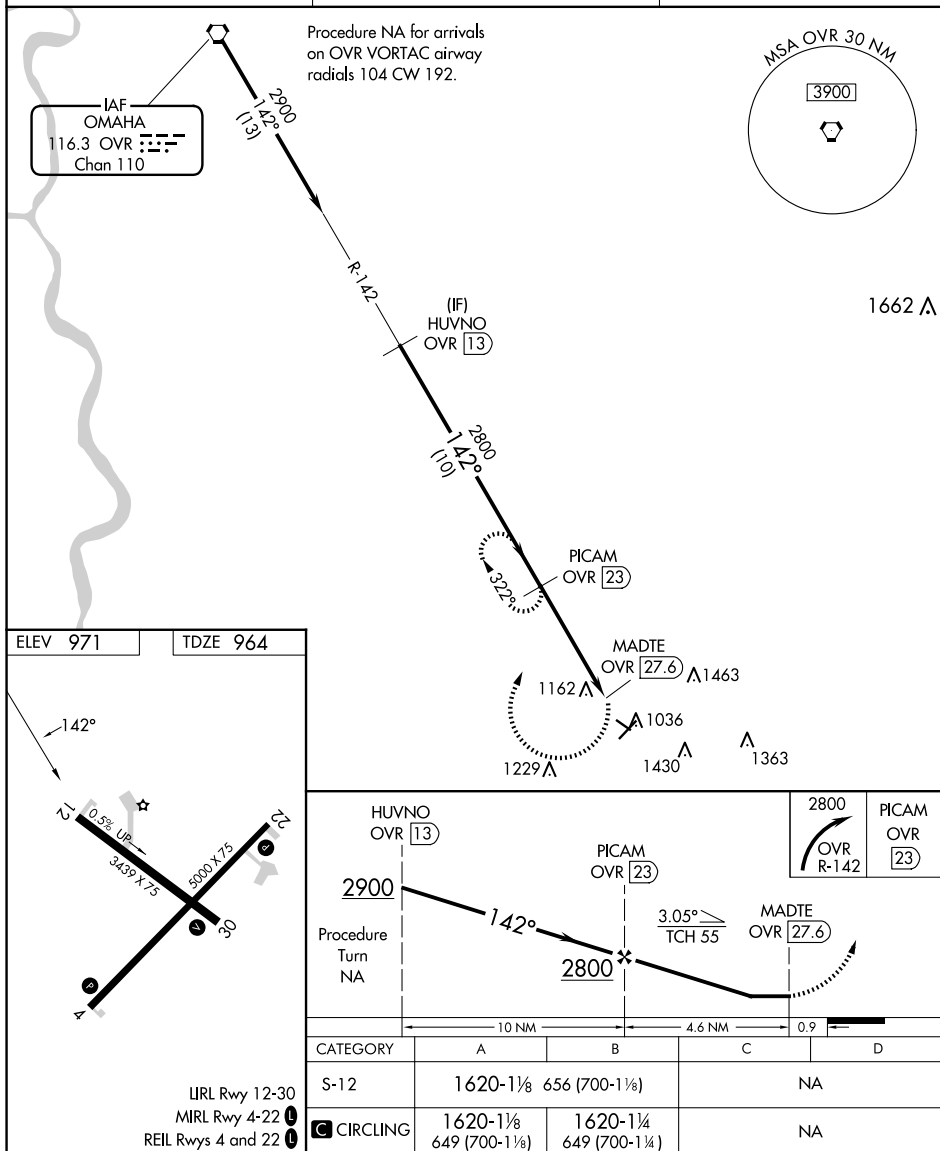 Procedure NA for arrivals
on OVR VORTAC airway
radials 104 CW 192.
MSA OVR 30 NM
3900
IAF
OMAHA
116.3 OVR
Chan 110
2900
142°
(13)
R-142
(IF)
HUVNO
OVR 13
1662
2800
142°
(10)
322°
PICAM
OVR 23
MADTE
OVR 27.6
1463
1162
1036
1229
1430
1363
ELEV 971
TDZE 964
142°
12
0.5% UP
3439 X 75
5000 X 75
22
P
V
30
P
4
LIRL Rwy 12-30
MIRL Rwy 4-22 L
REIL Rwys 4 and 22 L
HUVNO
OVR 13
PICAM
OVR 23
2800
OVR
R-142
PICAM
OVR
23
2900
142°
3.05°
TCH 55
MADTE
OVR 27.6
Procedure
Turn
NA
2800
10 NM
4.6 NM
0.9
CATEGORY A B C D
S-12 1620-1⅛ 656 (700-1⅛) NA
C CIRCLING 1620-1⅛ 1620-1¼ NA
649 (700-1⅛) 649 (700-1¼)